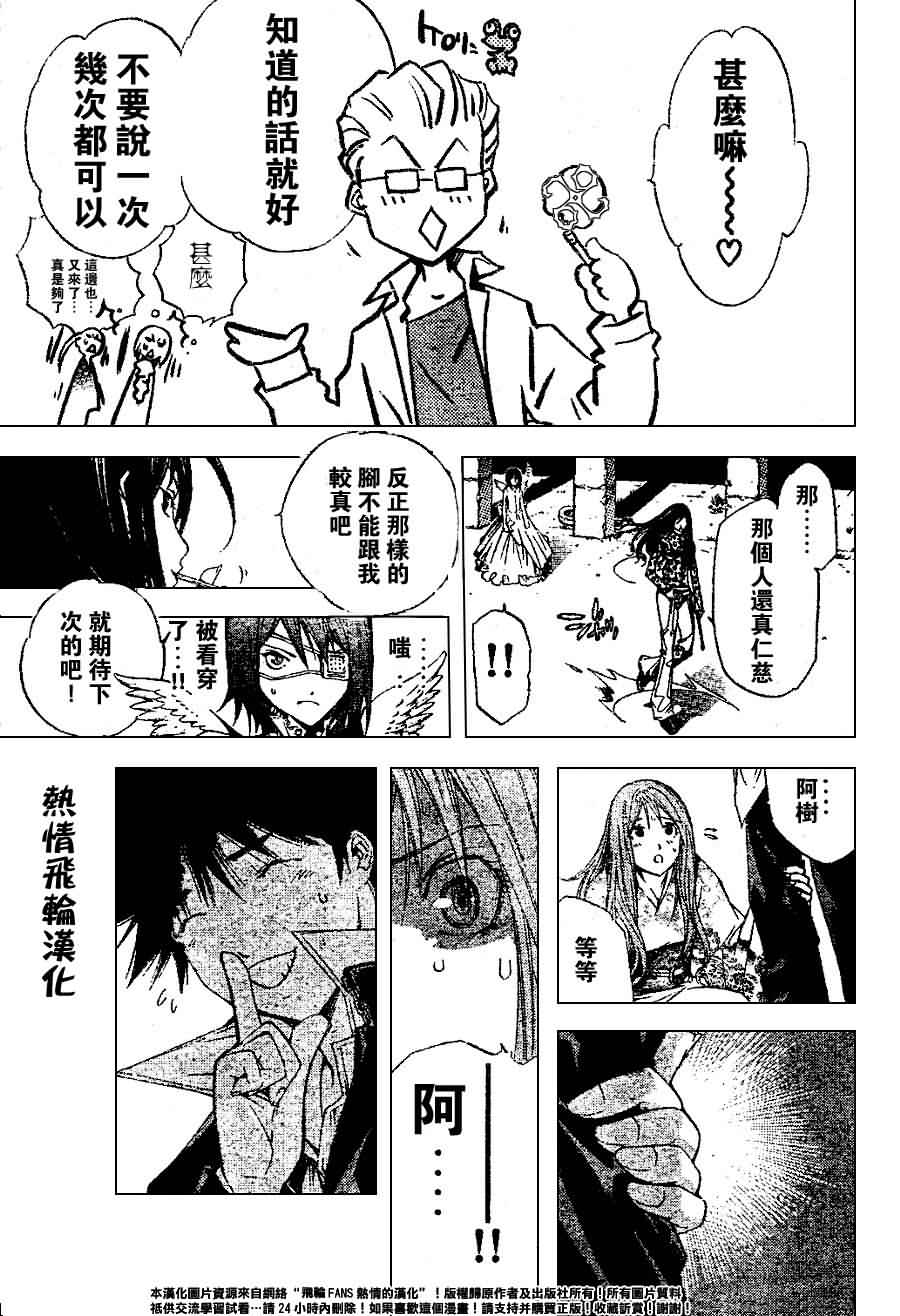 甚麼嘛～～～♡
知道的話就好
不要說一次
幾次都可以
甚麼
這邊也…
又來了…
真是夠了
那……
那個人還真仁慈
!!
反正那樣的
腳不能跟我
較真吧
嗤……
被看穿
了……!!
就期待下
次的吧！
……
阿樹
等等
阿……
——!!
熱情飛輪漢化
本漢化圖片資源來自網絡“飛輪FANS熱情的漢化”！版權歸原作者及出版社所有！所有圖片質料
祗供交流學習試看…請24小時內刪除！如果喜歡這個漫畫！請支持并購買正版！收藏訢賞！謝謝！